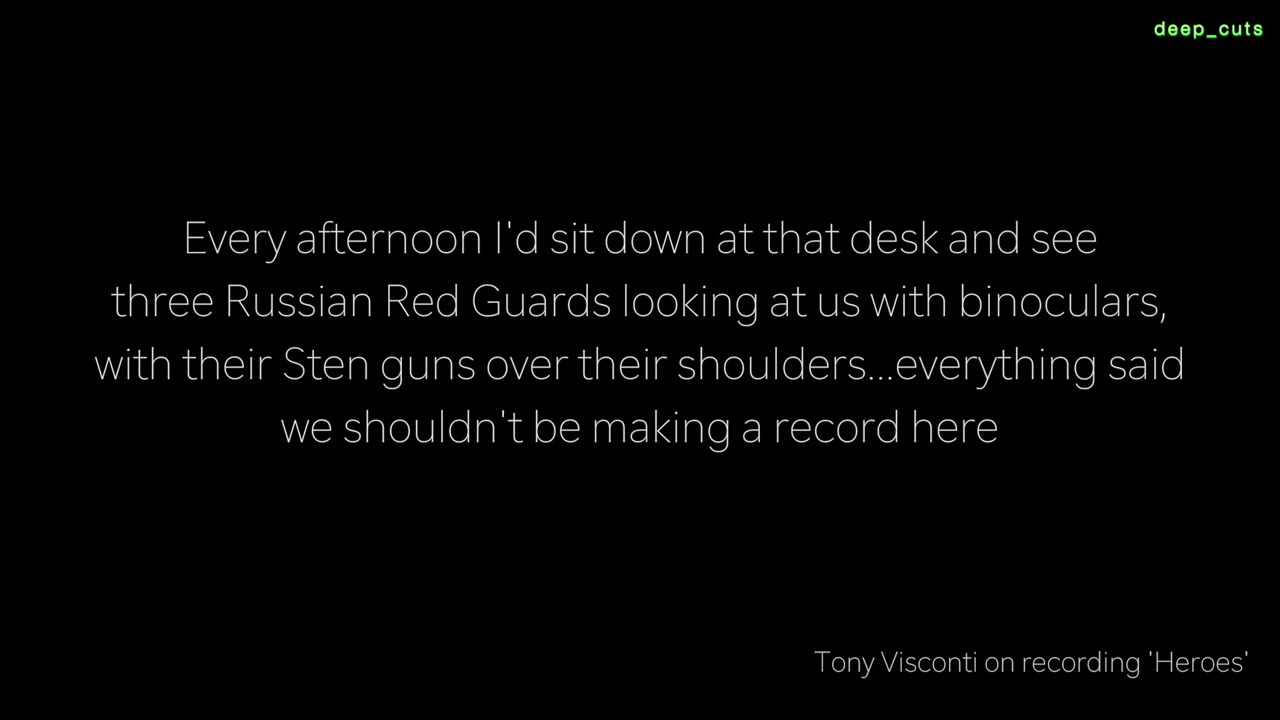 deep_cuts
Every afternoon I'd sit down at that desk and see
three Russian Red Guards looking at us with binoculars,
with their Sten guns over their shoulders...everything said
we shouldn't be making a record here
Tony Visconti on recording 'Heroes'